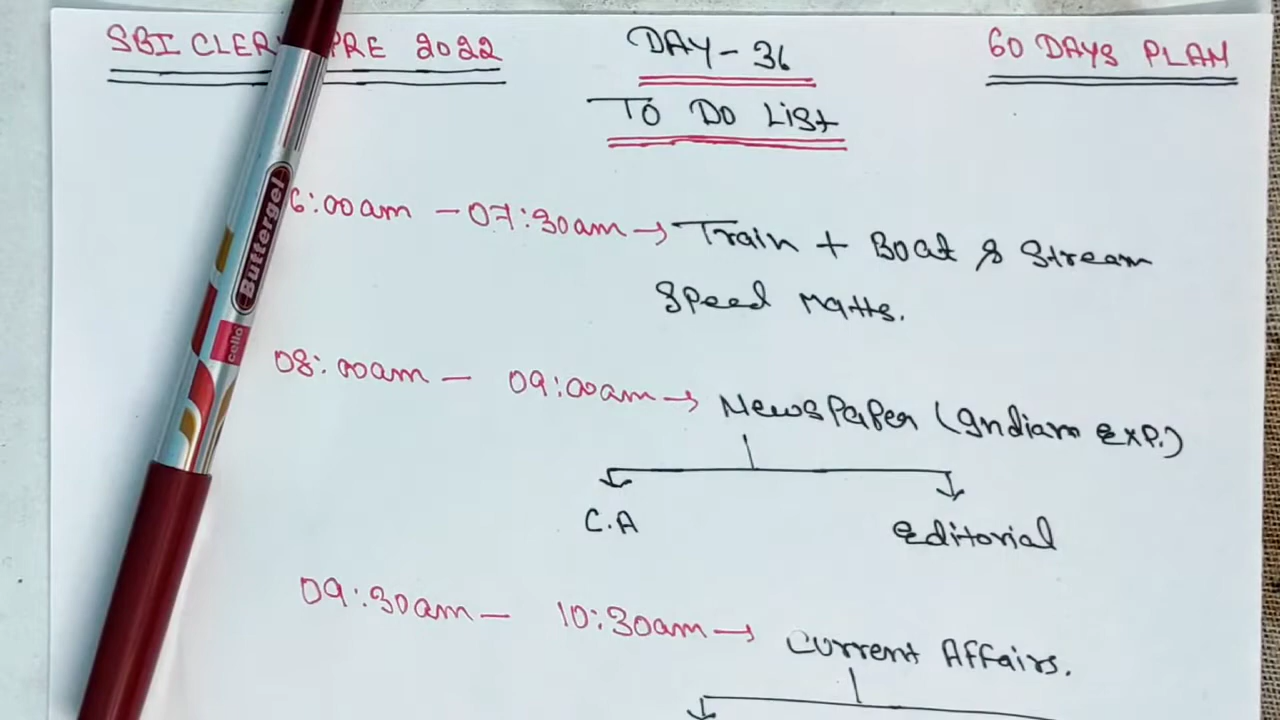 SBI CLER PRE 2022
DAY-36
60 DAYS PLAN
TO DO LIST
6:00am - 07:30am → Train + Boat & Stream
Speed Maths.
08:00am - 09:00am → Newspaper (Indian Exp.)
C.A
Editorial
09:30am - 10:30am → Current Affairs.
Buttergel
cello